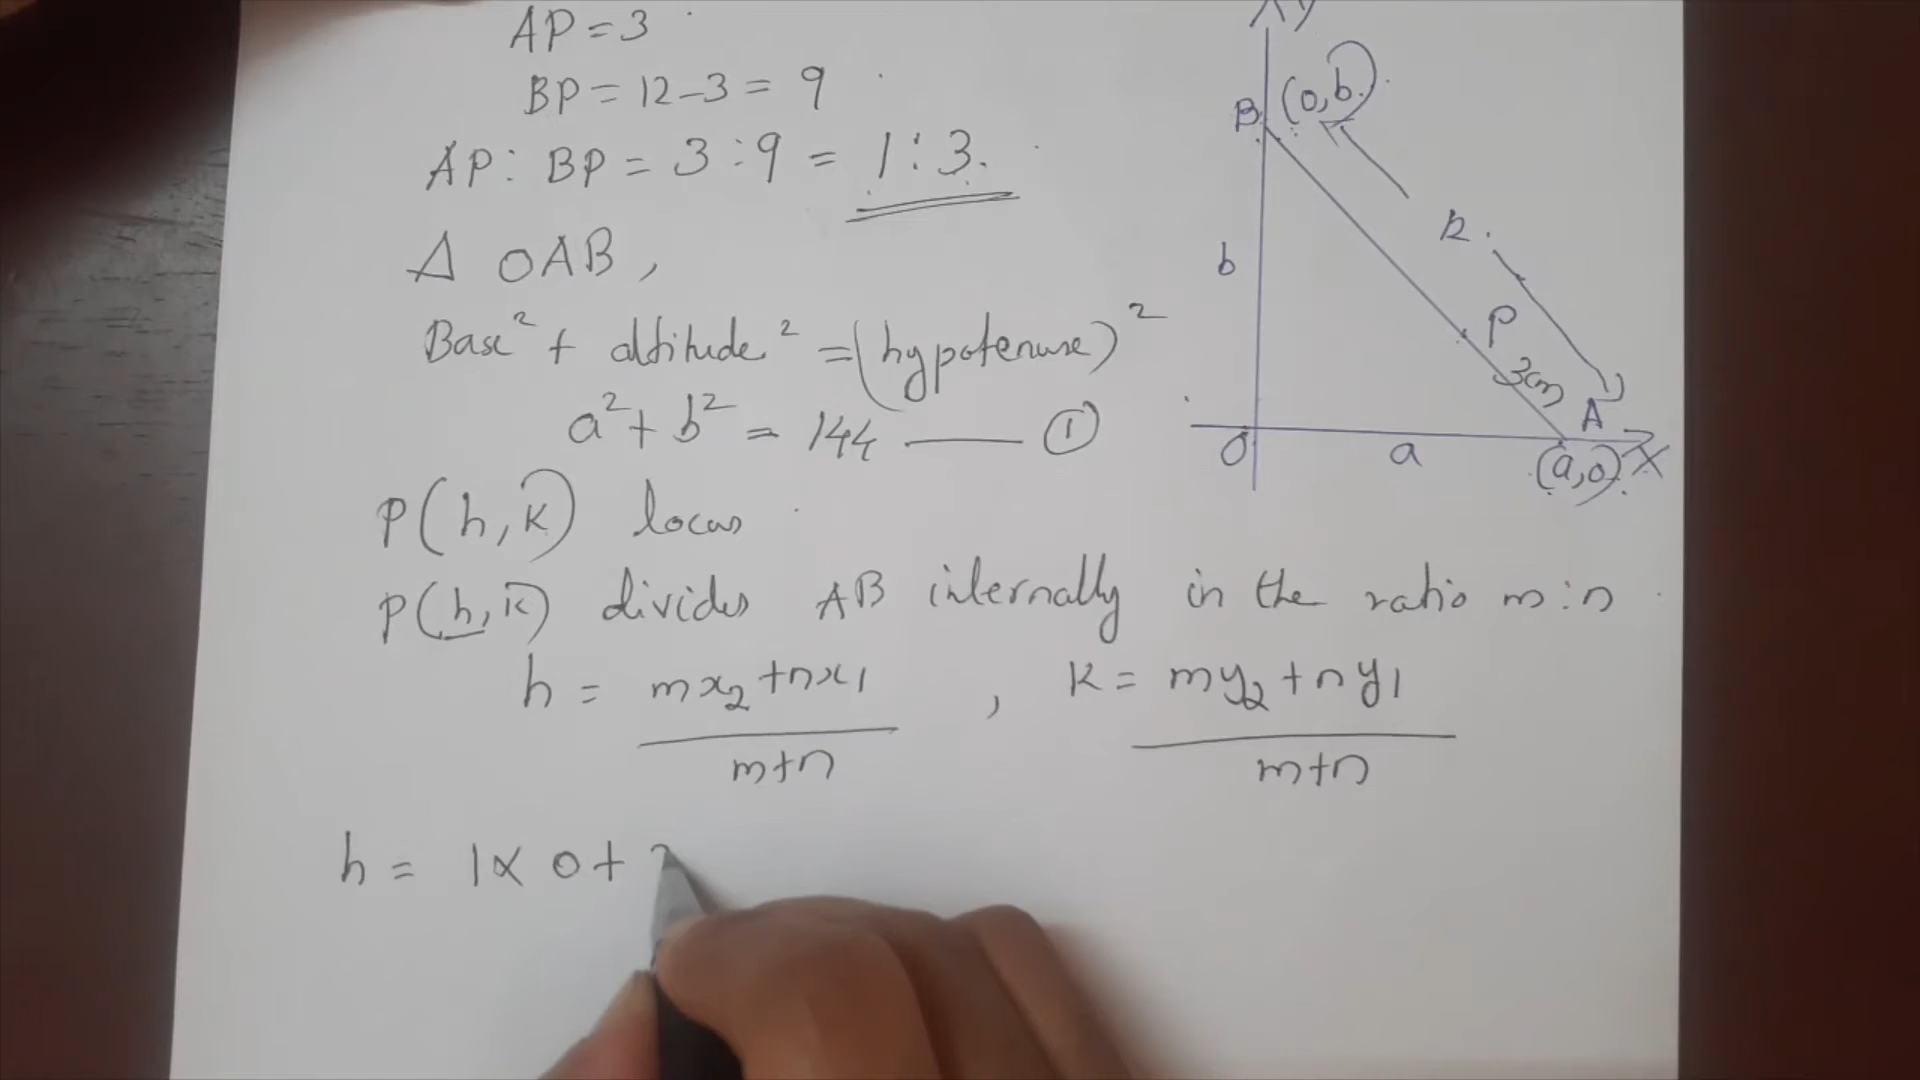 AP = 3
BP = 12 - 3 = 9
AP : BP = 3 : 9 = 1 : 3.
Δ OAB,
Base² + altitude² = (hypotenuse)²
a² + b² = 144 —— ①
P(h, k) locus
P(h, k) divides AB internally in the ratio m : n
h = mx₂ + nx₁ / m+n , k = my₂ + ny₁ / m+n
h = 1 × 0 +
y
B (0, b)
b
P
3cm
A
O
a
(a, 0) X